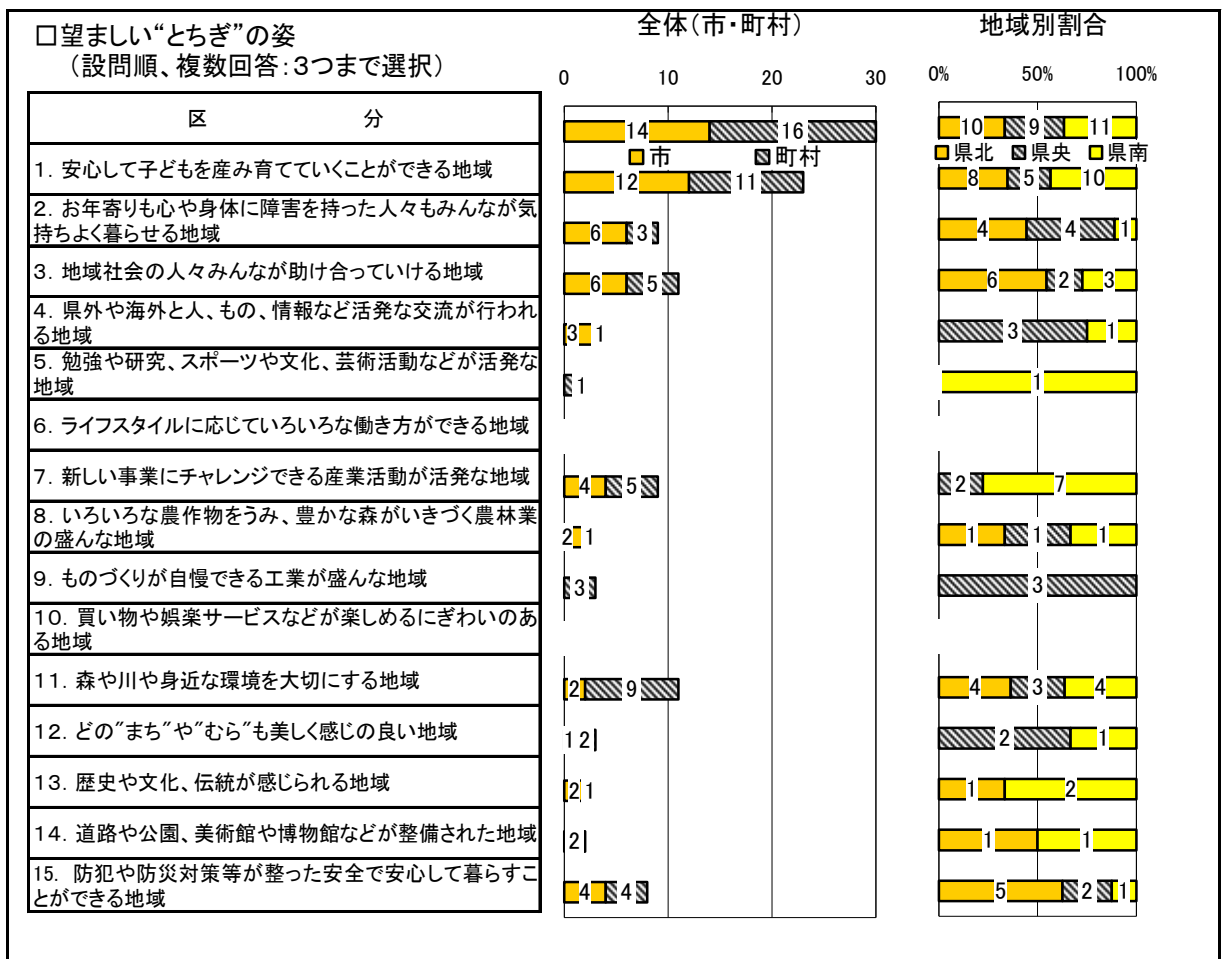 □望ましい“とちぎ”の姿
（設問順、複数回答：３つまで選択）
全体（市・町村）
地域別割合
0 10 20 30
0% 50% 100%
区 分
14 16
10 9 11
市 町村
県北 県央 県南
１．安心して子どもを産み育てていくことができる地域
12 11
8 5 10
２．お年寄りも心や身体に障害を持った人々もみんなが気
持ちよく暮らせる地域
6 3
4 4 1
３．地域社会の人々みんなが助け合っていける地域
6 5
6 2 3
４．県外や海外と人、もの、情報など活発な交流が行われ
る地域
3 1
3 1
５．勉強や研究、スポーツや文化、芸術活動などが活発な
地域
1
1
６．ライフスタイルに応じていろいろな働き方ができる地域
７．新しい事業にチャレンジできる産業活動が活発な地域
4 5
2 7
８．いろいろな農作物をうみ、豊かな森がいきづく農林業
の盛んな地域
2 1
1 1 1
９．ものづくりが自慢できる工業が盛んな地域
3
3
１０．買い物や娯楽サービスなどが楽しめるにぎわいのあ
る地域
１１．森や川や身近な環境を大切にする地域
2 9
4 3 4
１２．どの”まち”や”むら”も美しく感じの良い地域
1 2
2 1
１３．歴史や文化、伝統が感じられる地域
2 1
1 2
１４．道路や公園、美術館や博物館などが整備された地域
2
1 1
15. 防犯や防災対策等が整った安全で安心して暮らすこ
とができる地域
4 4
5 2 1